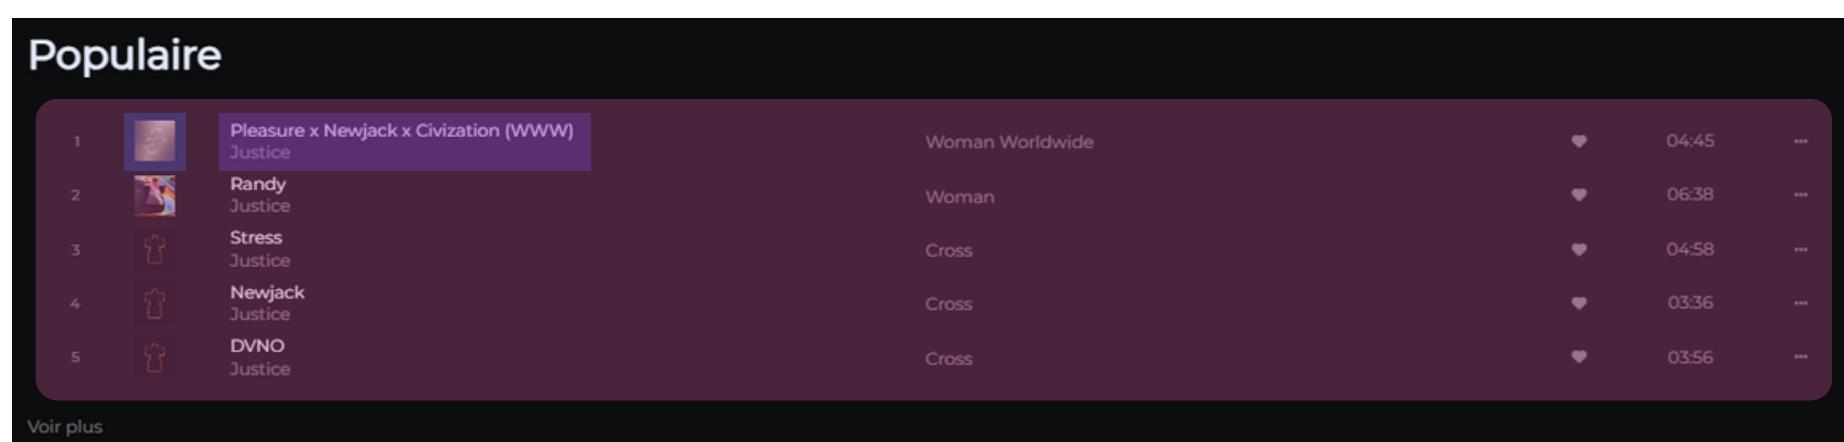 Populaire
1 Pleasure x Newjack x Civization (WWW) Woman Worldwide 04:45 ...
Justice
2 Randy Woman 06:38 ...
Justice
3 Stress Cross 04:58 ...
Justice
4 Newjack Cross 03:36 ...
Justice
5 DVNO Cross 03:56 ...
Justice
Voir plus